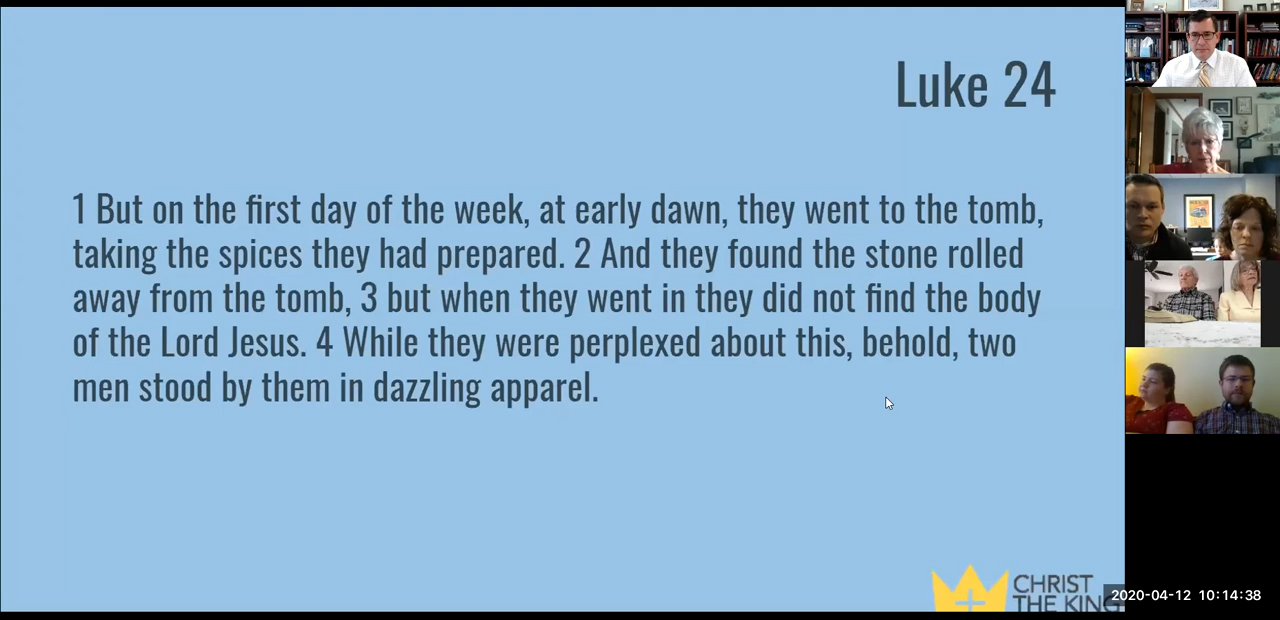 Luke 24
1 But on the first day of the week, at early dawn, they went to the tomb,
taking the spices they had prepared. 2 And they found the stone rolled
away from the tomb, 3 but when they went in they did not find the body
of the Lord Jesus. 4 While they were perplexed about this, behold, two
men stood by them in dazzling apparel.
CHRIST
THE KING
2020-04-12 10:14:38